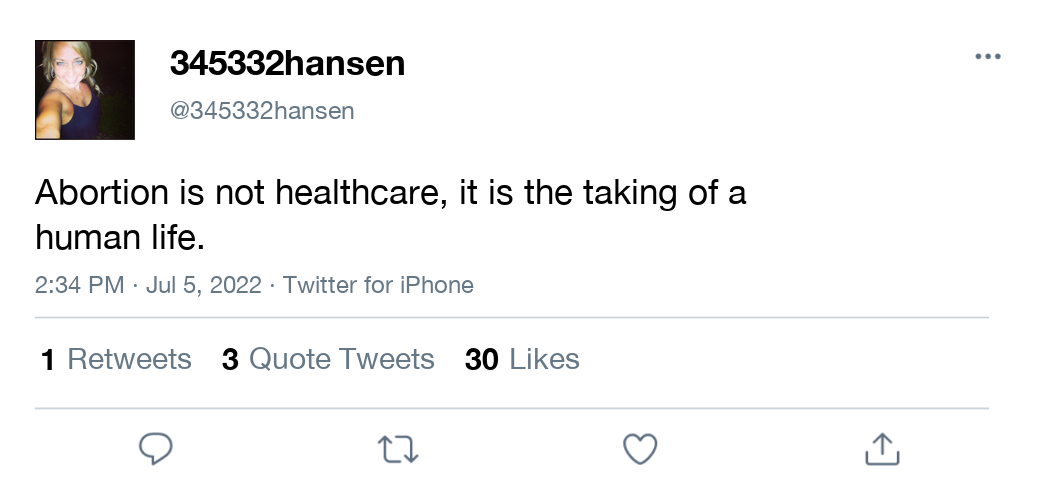 345332hansen
@345332hansen
Abortion is not healthcare, it is the taking of a
human life.
2:34 PM · Jul 5, 2022 · Twitter for iPhone
1 Retweets 3 Quote Tweets 30 Likes